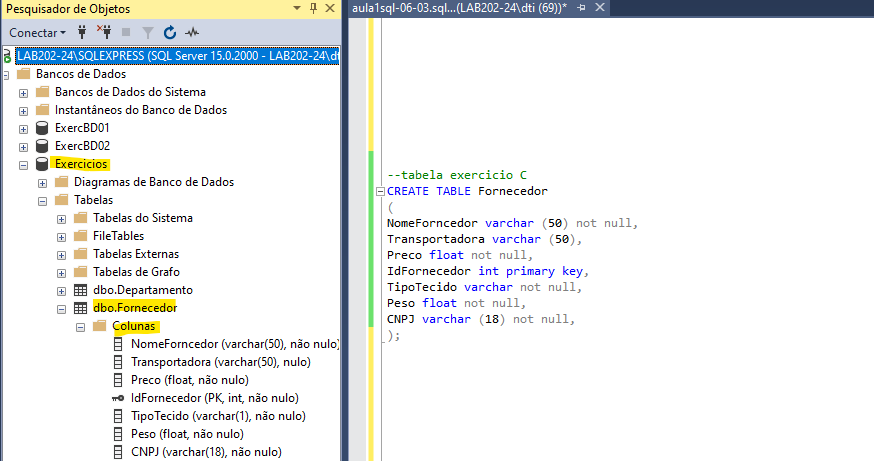 Pesquisador de Objetos
Conectar
LAB202-24\SQLEXPRESS (SQL Server 15.0.2000 - LAB202-24\dt
Bancos de Dados
Bancos de Dados do Sistema
Instantâneos do Banco de Dados
ExercBD01
ExercBD02
Exercicios
Diagramas de Banco de Dados
Tabelas
Tabelas do Sistema
FileTables
Tabelas Externas
Tabelas de Grafo
dbo.Departamento
dbo.Fornecedor
Colunas
NomeForncedor (varchar(50), não nulo)
Transportadora (varchar(50), nulo)
Preco (float, não nulo)
IdFornecedor (PK, int, não nulo)
TipoTecido (varchar(1), não nulo)
Peso (float, não nulo)
CNPJ (varchar(18), não nulo)
aula1sql-06-03.sql...(LAB202-24\dti (69))*
--tabela exercicio C
CREATE TABLE Fornecedor
(
NomeForncedor varchar (50) not null,
Transportadora varchar (50),
Preco float not null,
IdFornecedor int primary key,
TipoTecido varchar not null,
Peso float not null,
CNPJ varchar (18) not null,
);